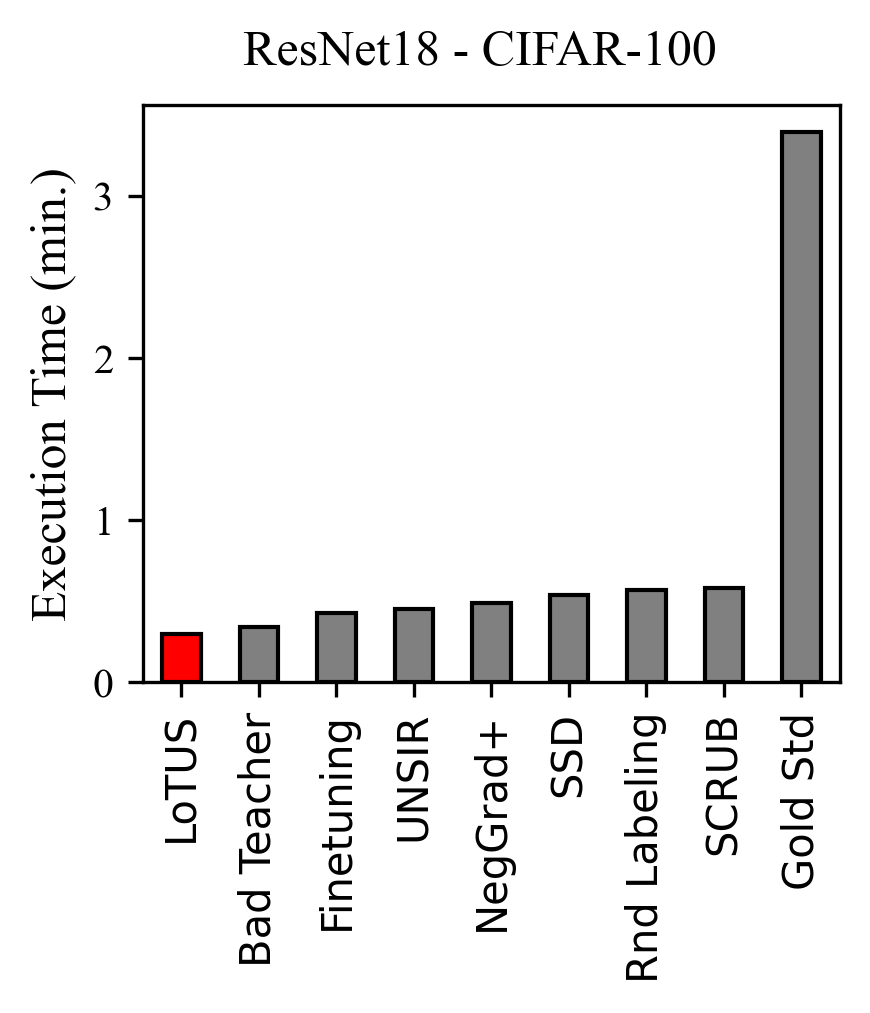 ResNet18 - CIFAR-100
Execution Time (min.)
3
2
1
0
LoTUS
Bad Teacher
Finetuning
UNSIR
NegGrad+
SSD
Rnd Labeling
SCRUB
Gold Std